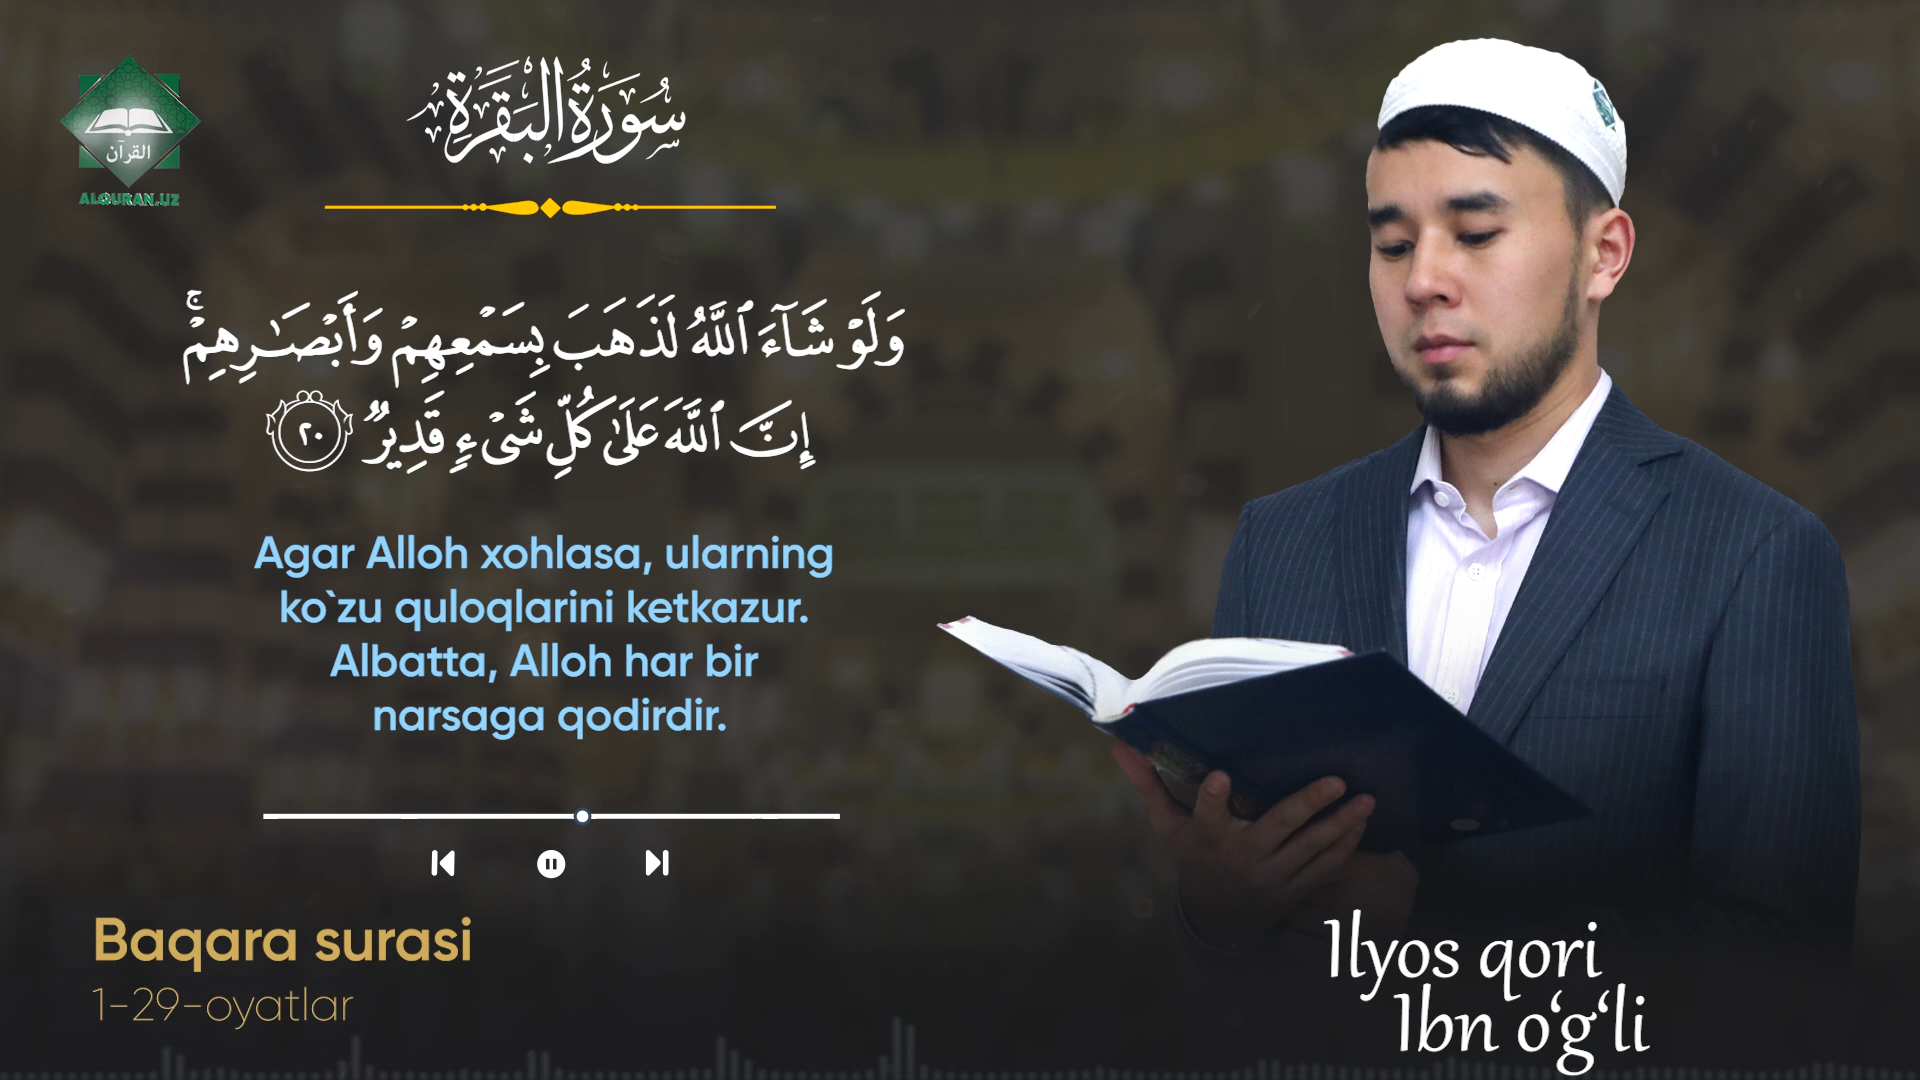 القرآن
ALQURAN.UZ
سُورَةُ الْبَقَرَةِ
وَلَوْ شَآءَ ٱللَّهُ لَذَهَبَ بِسَمْعِهِمْ وَأَبْصَـٰرِهِمْ ۚ
إِنَّ ٱللَّهَ عَلَىٰ كُلِّ شَىْءٍ قَدِيرٌ ٢٠
Agar Alloh xohlasa, ularning
ko`zu quloqlarini ketkazur.
Albatta, Alloh har bir
narsaga qodirdir.
Baqara surasi
1-29-oyatlar
Ilyos qori
Ibn o‘g‘li